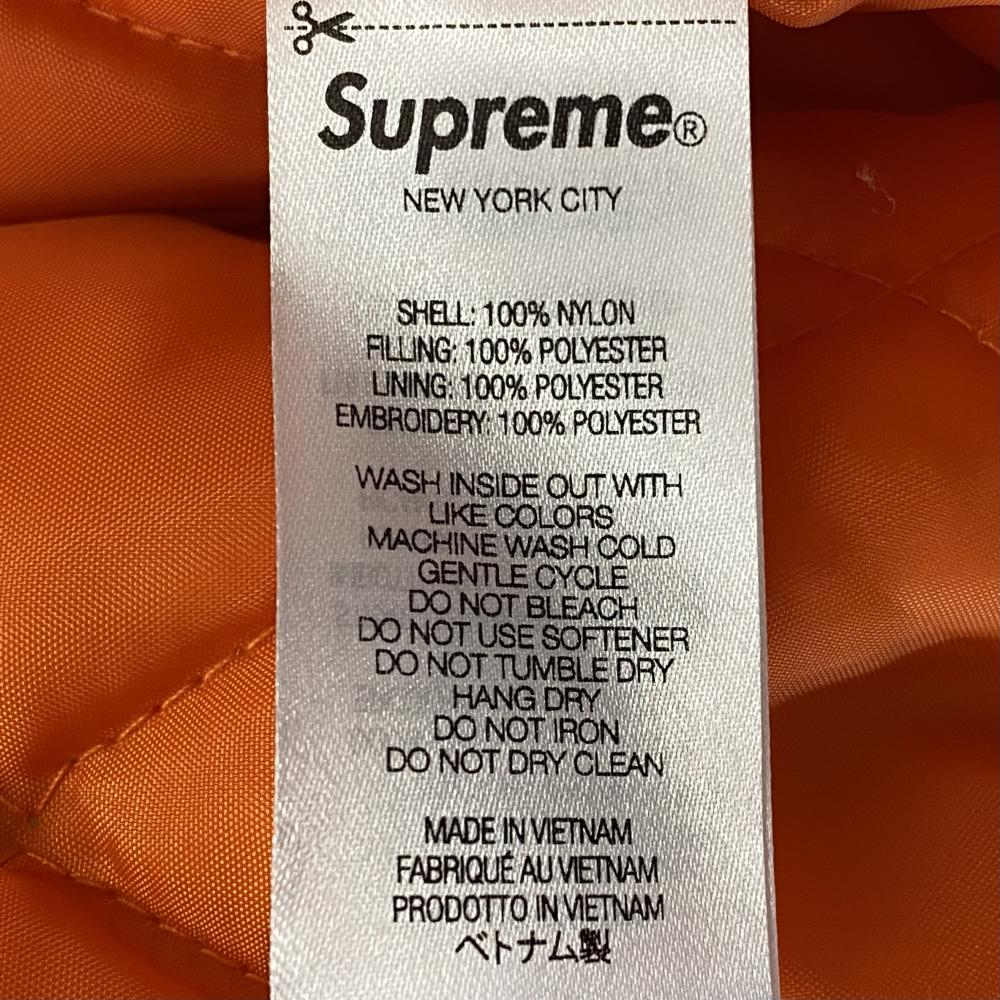 Supreme®
NEW YORK CITY
SHELL: 100% NYLON
FILLING: 100% POLYESTER
LINING: 100% POLYESTER
EMBROIDERY: 100% POLYESTER
WASH INSIDE OUT WITH
LIKE COLORS
MACHINE WASH COLD
GENTLE CYCLE
DO NOT BLEACH
DO NOT USE SOFTENER
DO NOT TUMBLE DRY
HANG DRY
DO NOT IRON
DO NOT DRY CLEAN
MADE IN VIETNAM
FABRIQUÉ AU VIETNAM
PRODOTTO IN VIETNAM
ベトナム製